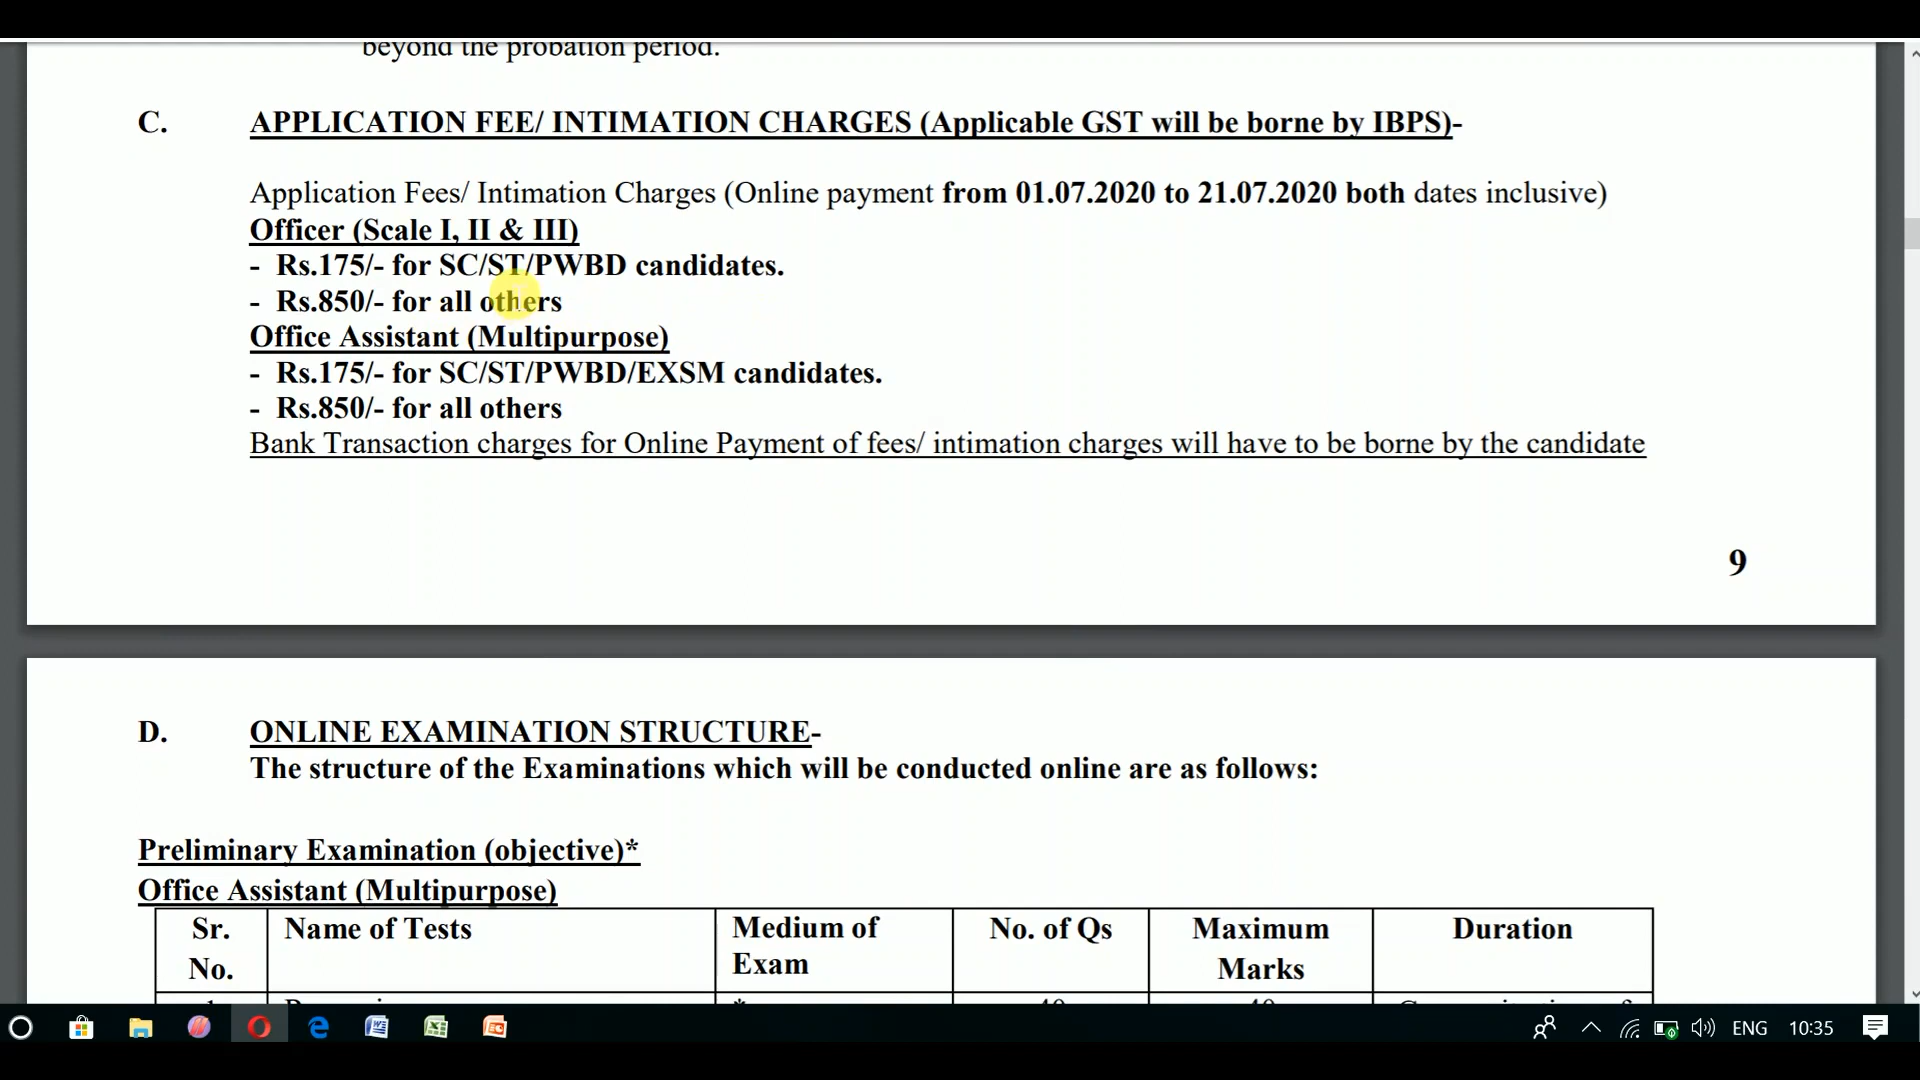 beyond the probation period.
C. APPLICATION FEE/ INTIMATION CHARGES (Applicable GST will be borne by IBPS)-
Application Fees/ Intimation Charges (Online payment from 01.07.2020 to 21.07.2020 both dates inclusive)
Officer (Scale I, II & III)
- Rs.175/- for SC/ST/PWBD candidates.
- Rs.850/- for all others
Office Assistant (Multipurpose)
- Rs.175/- for SC/ST/PWBD/EXSM candidates.
- Rs.850/- for all others
Bank Transaction charges for Online Payment of fees/ intimation charges will have to be borne by the candidate
9
D. ONLINE EXAMINATION STRUCTURE-
The structure of the Examinations which will be conducted online are as follows:
Preliminary Examination (objective)*
Office Assistant (Multipurpose)
Sr. No. Name of Tests Medium of Exam No. of Qs Maximum Marks Duration
* 40 40
ENG 10:35